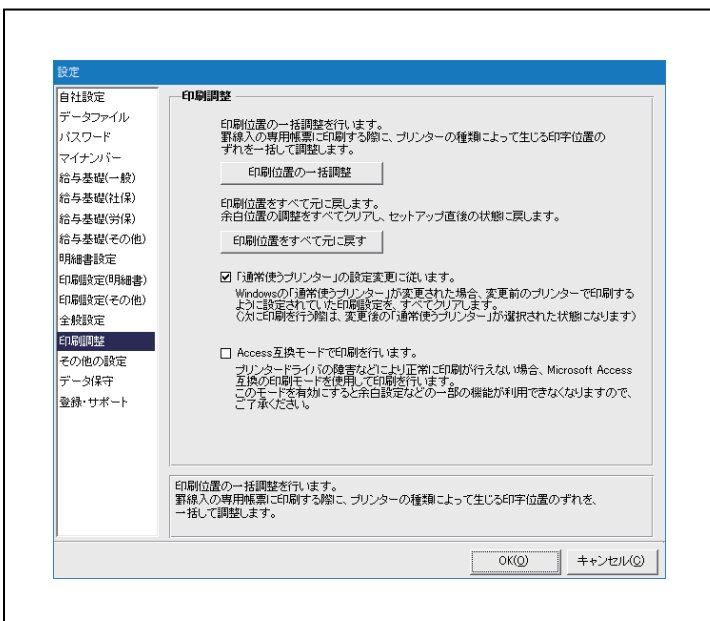 設定
自社設定
データファイル
パスワード
マイナンバー
給与基礎(一般)
給与基礎(社保)
給与基礎(労保)
給与基礎(その他)
明細書設定
印刷設定(明細書)
印刷設定(その他)
全般設定
印刷調整
その他の設定
データ保守
登録・サポート
印刷調整
印刷位置の一括調整を行います。
罫線入の専用帳票に印刷する際に、プリンターの種類によって生じる印字位置の
ずれを一括して調整します。
印刷位置の一括調整
印刷位置をすべて元に戻します。
余白位置の調整をすべてクリアし、セットアップ直後の状態に戻します。
印刷位置をすべて元に戻す
「通常使うプリンター」の設定変更に従います。
Windowsの「通常使うプリンター」が変更された場合、変更前のプリンターで印刷する
ように設定されていた印刷設定を、すべてクリアします。
(次に印刷を行う際は、変更後の「通常使うプリンター」が選択された状態になります)
Access互換モードで印刷を行います。
プリンタードライバの障害などにより正常に印刷が行えない場合、Microsoft Access
互換の印刷モードを使用して印刷を行います。
このモードを有効にすると余白設定などの一部の機能が利用できなくなりますので、
ご了承ください。
印刷位置の一括調整を行います。
罫線入の専用帳票に印刷する際に、プリンターの種類によって生じる印字位置のずれを、
一括して調整します。
OK(O)
キャンセル(C)